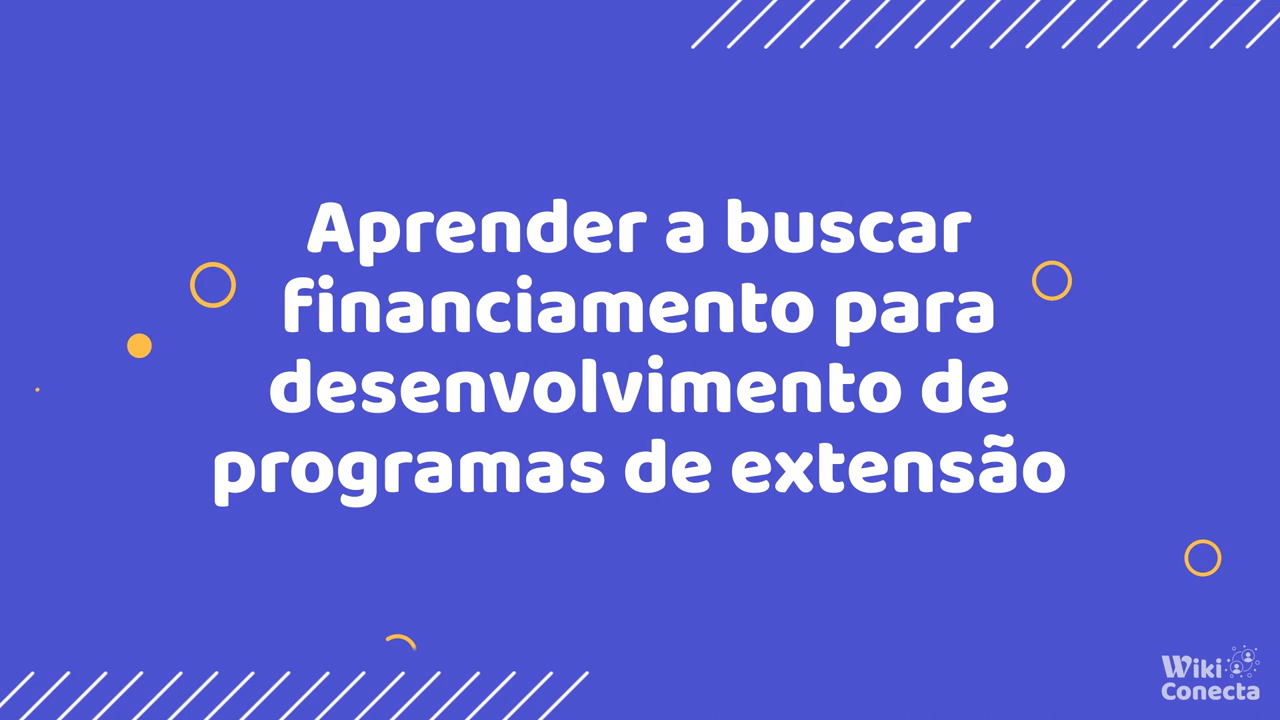 Aprender a buscar
financiamento para
desenvolvimento de
programas de extensão
Wiki
Conecta